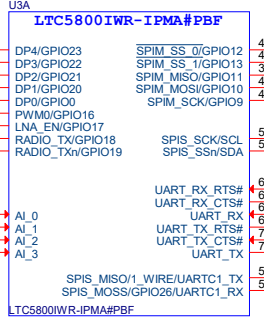 U3A
LTC5800IWR-IPMA#PBF
DP4/GPIO23
DP3/GPIO22
DP2/GPIO21
DP1/GPIO20
DP0/GPIO0
PWM0/GPIO16
LNA_EN/GPIO17
RADIO_TX/GPIO18
RADIO_TXn/GPIO19
AI_0
AI_1
AI_2
AI_3
SPIM_SS_0/GPIO12
SPIM_SS_1/GPIO13
SPIM_MISO/GPIO11
SPIM_MOSI/GPIO10
SPIM_SCK/GPIO9
SPIS_SCK/SCL
SPIS_SSn/SDA
UART_RX_RTS#
UART_RX_CTS#
UART_RX
UART_TX_RTS#
UART_TX_CTS#
UART_TX
SPIS_MISO/1_WIRE/UARTC1_TX
SPIS_MOSS/GPIO26/UARTC1_RX
LTC5800IWR-IPMA#PBF